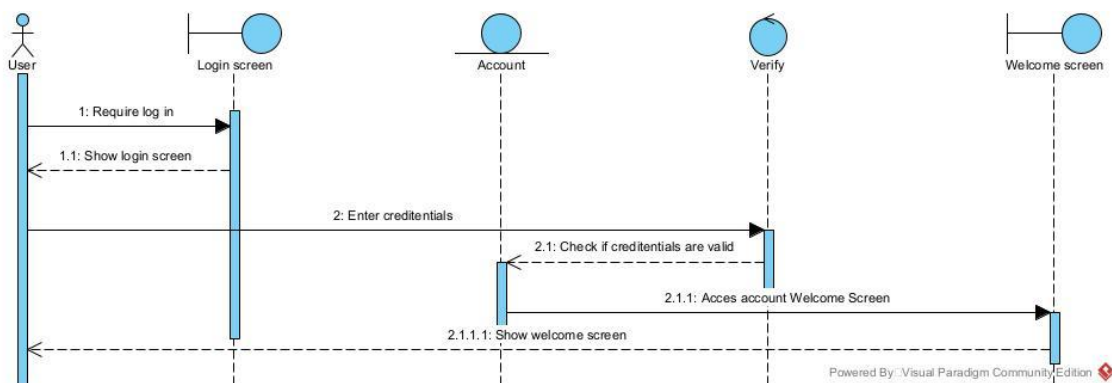 User
Login screen
Account
Verify
Welcome screen
1: Require log in
1.1: Show login screen
2: Enter creditentials
2.1: Check if creditentials are valid
2.1.1: Acces account Welcome Screen
2.1.1.1: Show welcome screen
Powered By Visual Paradigm Community Edition